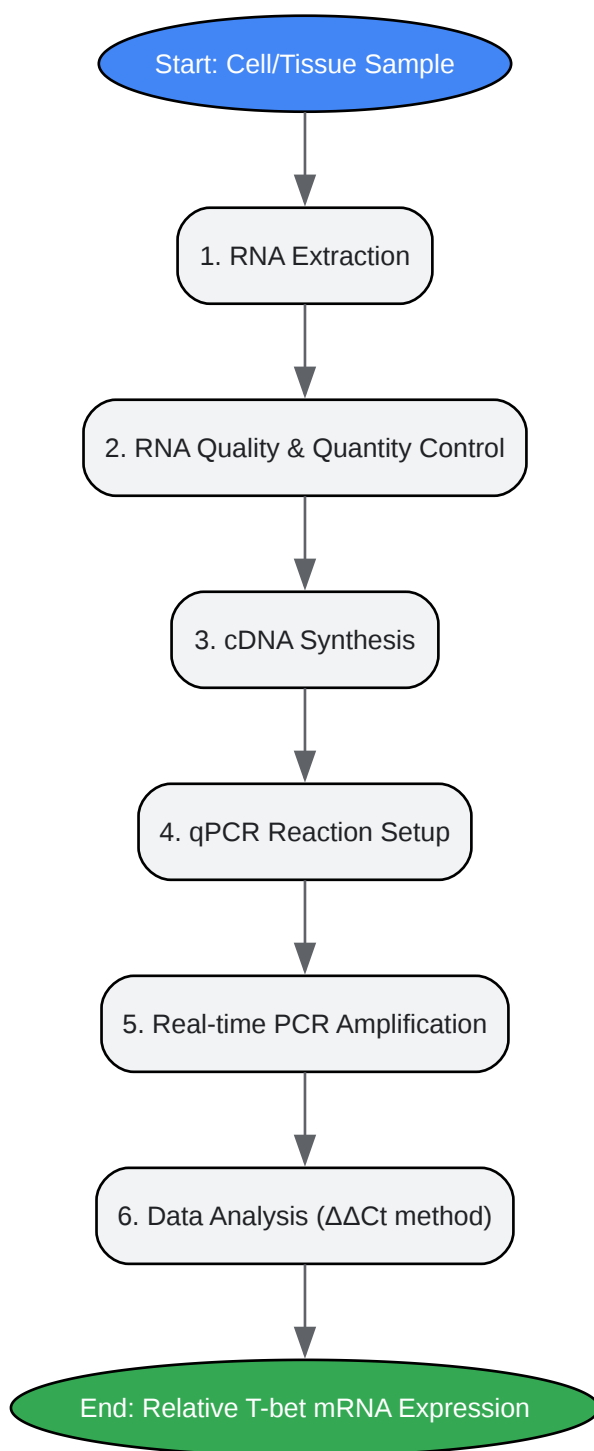 Start: Cell/Tissue Sample
1. RNA Extraction
2. RNA Quality & Quantity Control
3. cDNA Synthesis
4. qPCR Reaction Setup
5. Real-time PCR Amplification
6. Data Analysis (ΔΔCt method)
End: Relative T-bet mRNA Expression